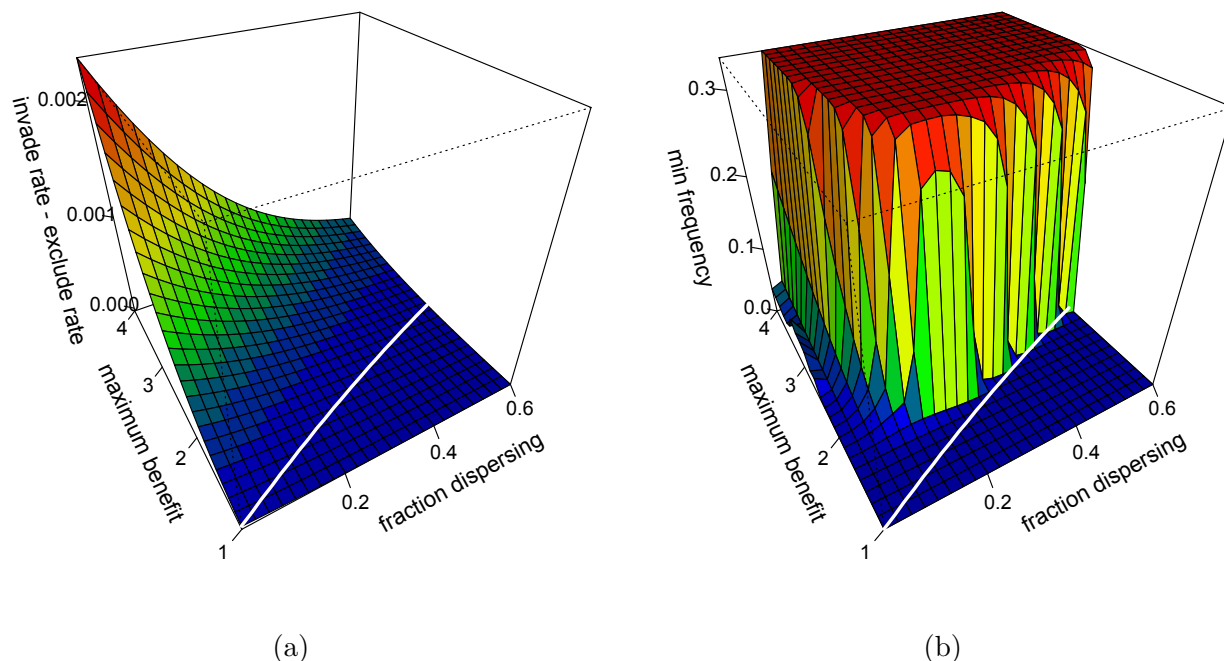 invade rate - exclude rate
0.002
0.001
0.000
maximum benefit
4
3
2
1
fraction dispersing
0.2
0.4
0.6
(a)
min frequency
0.3
0.2
0.1
0.0
maximum benefit
4
3
2
1
fraction dispersing
0.2
0.4
0.6
(b)